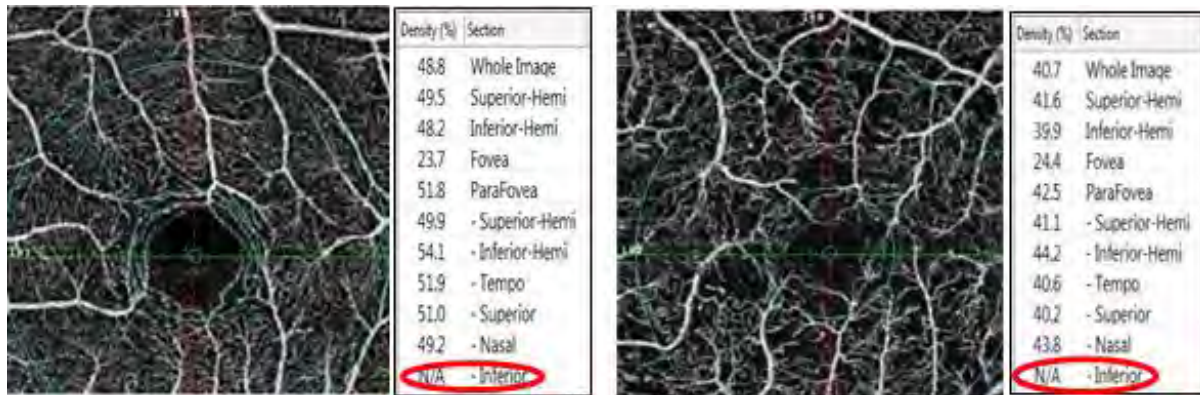 Density (%) Section
48.8 Whole Image
49.5 Superior-Hemi
48.2 Inferior-Hemi
23.7 Fovea
51.8 ParaFovea
49.9 - Superior-Hemi
54.1 - Inferior-Hemi
51.9 - Tempo
51.0 - Superior
49.2 - Nasal
N/A - Inferior
Density (%) Section
40.7 Whole Image
41.6 Superior-Hemi
39.9 Inferior-Hemi
24.4 Fovea
42.5 ParaFovea
41.1 - Superior-Hemi
44.2 - Inferior-Hemi
40.6 - Tempo
40.2 - Superior
43.8 - Nasal
N/A - Inferior